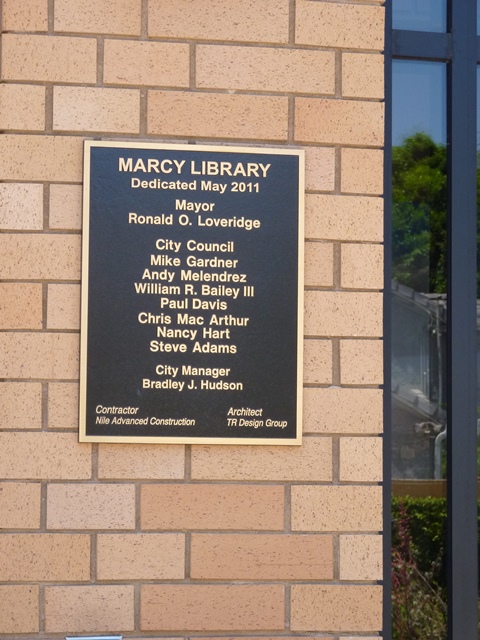 MARCY LIBRARY
Dedicated May 2011
Mayor
Ronald O. Loveridge
City Council
Mike Gardner
Andy Melendrez
William R. Bailey III
Paul Davis
Chris Mac Arthur
Nancy Hart
Steve Adams
City Manager
Bradley J. Hudson
Contractor
Nile Advanced Construction
Architect
TR Design Group